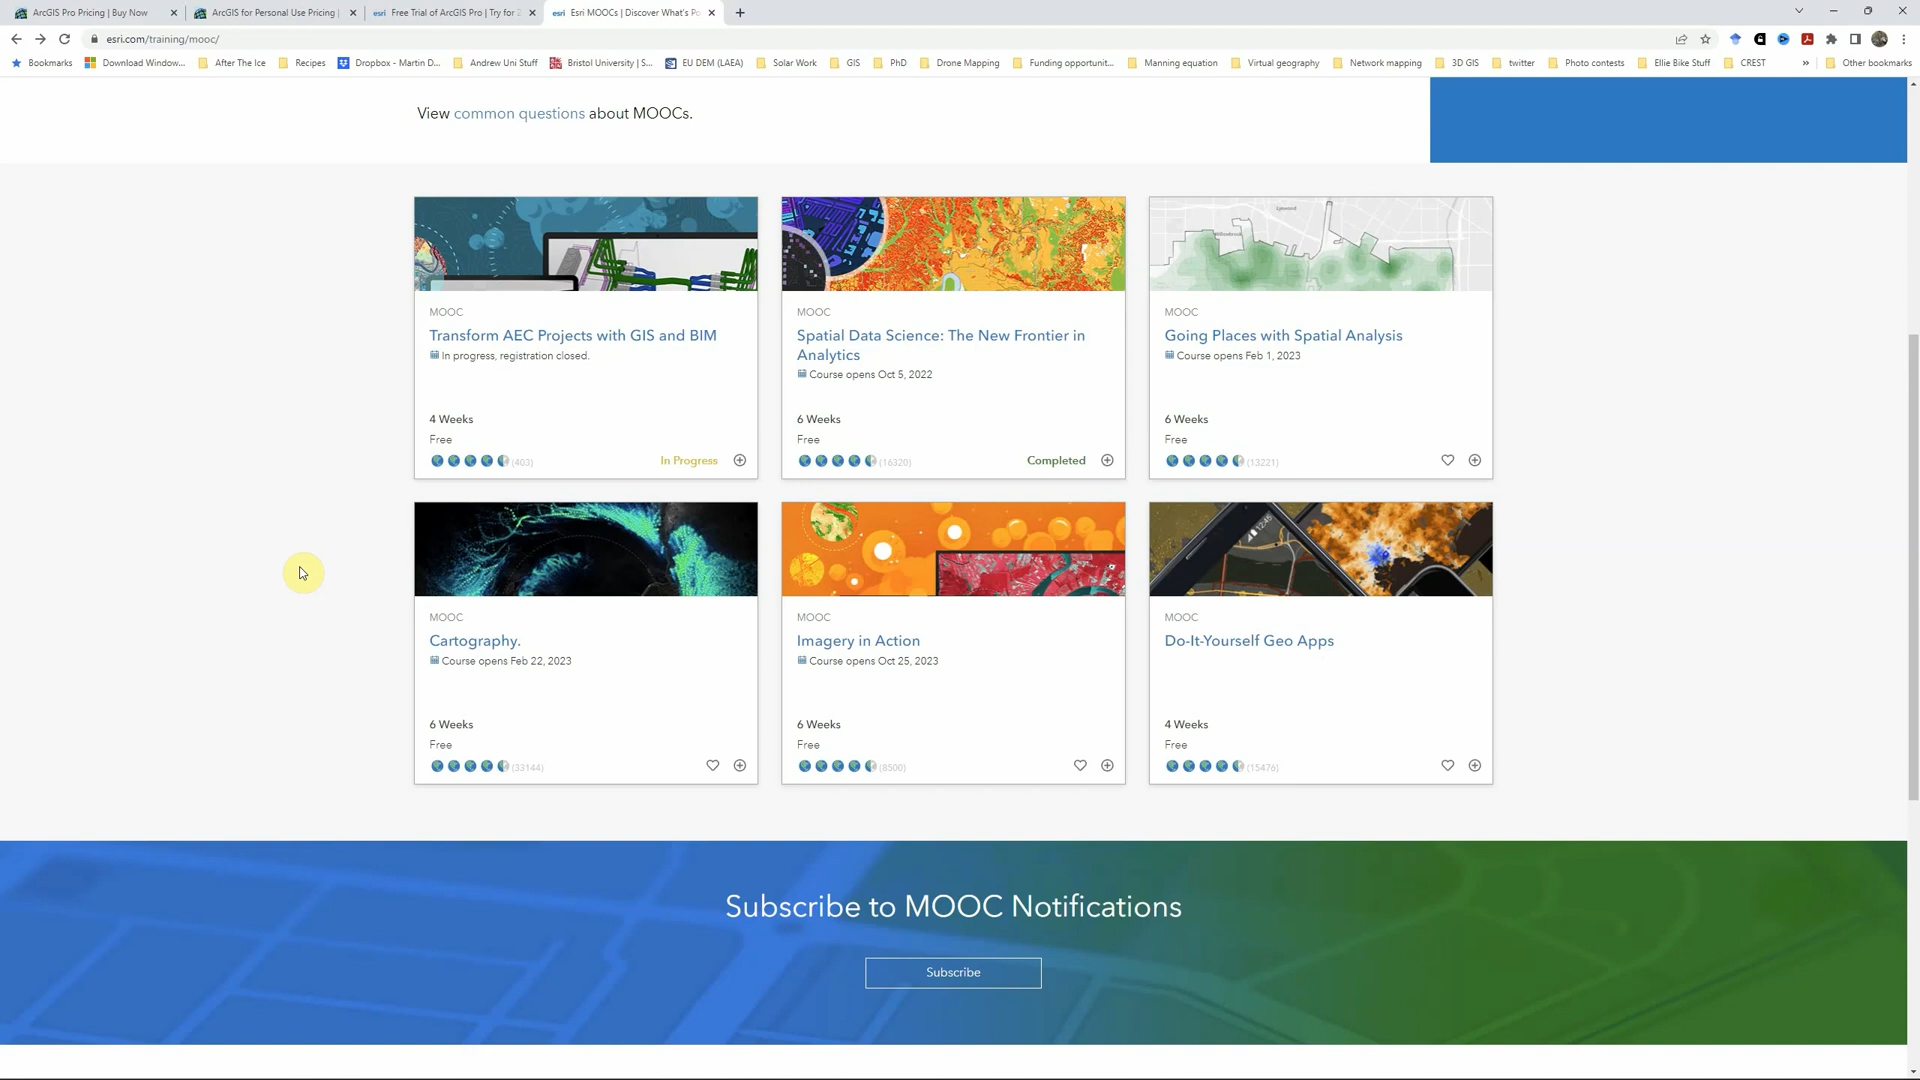 ArcGIS Pro Pricing | Buy Now
ArcGIS for Personal Use Pricing |
esri Free Trial of ArcGIS Pro | Try for 2
esri Esri MOOCs | Discover What's Po
esri.com/training/mooc/
Bookmarks Download Window... After The Ice Recipes Dropbox - Martin D... Andrew Uni Stuff Bristol University | S... EU DEM (LAEA) Solar Work GIS PhD Drone Mapping Funding opportunit... Manning equation Virtual geography Network mapping 3D GIS twitter Photo contests Ellie Bike Stuff CREST » Other bookmarks
View common questions about MOOCs.
MOOC
Transform AEC Projects with GIS and BIM
In progress, registration closed.
4 Weeks
Free
(403) In Progress
MOOC
Spatial Data Science: The New Frontier in
Analytics
Course opens Oct 5, 2022
6 Weeks
Free
(16320) Completed
Lynwood
Willowbrook
MOOC
Going Places with Spatial Analysis
Course opens Feb 1, 2023
6 Weeks
Free
(13221)
MOOC
Cartography.
Course opens Feb 22, 2023
6 Weeks
Free
(33144)
MOOC
Imagery in Action
Course opens Oct 25, 2023
6 Weeks
Free
(8500)
12:45
MOOC
Do-It-Yourself Geo Apps
4 Weeks
Free
(15476)
Subscribe to MOOC Notifications
Subscribe